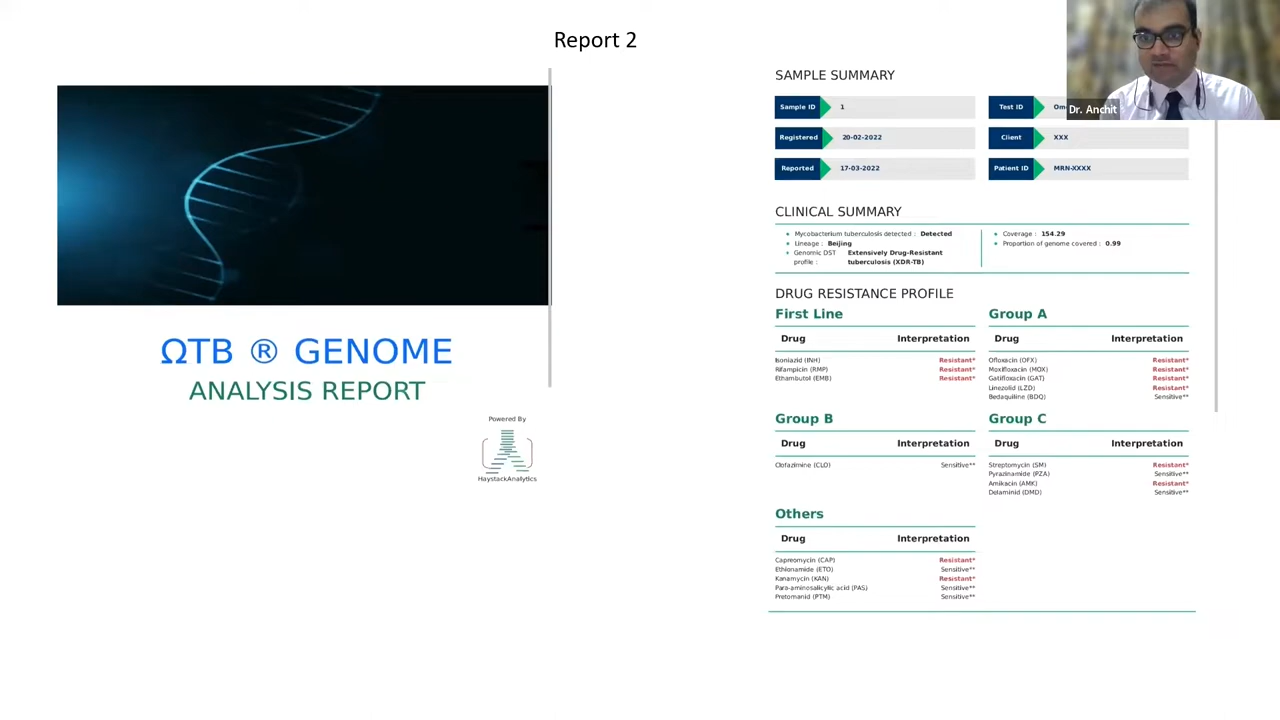 Report 2
ΩTB ® GENOME
ANALYSIS REPORT
Powered By
HaystackAnalytics
SAMPLE SUMMARY
Sample ID 1
Test ID
Registered 20-02-2022
Client XXX
Reported 17-03-2022
Patient ID MRN-XXXX
Dr. Anchit
CLINICAL SUMMARY
Mycobacterium tuberculosis detected : Detected
Lineage : Beijing
Genomic DST profile : Extensively Drug-Resistant
tuberculosis (XDR-TB)
Coverage : 154.29
Proportion of genome covered : 0.99
DRUG RESISTANCE PROFILE
First Line
Drug Interpretation
Isoniazid (INH) Resistant*
Rifampicin (RMP) Resistant*
Ethambutol (EMB) Resistant*
Group A
Drug Interpretation
Ofloxacin (OFX) Resistant*
Moxifloxacin (MOX) Resistant*
Gatifloxacin (GAT) Resistant*
Linezolid (LZD) Resistant*
Bedaquiline (BDQ) Sensitive**
Group B
Drug Interpretation
Clofazimine (CLO) Sensitive**
Group C
Drug Interpretation
Streptomycin (SM) Resistant*
Pyrazinamide (PZA) Sensitive**
Amikacin (AMK) Resistant*
Delaminid (DMD) Sensitive**
Others
Drug Interpretation
Capreomycin (CAP) Resistant*
Ethionamide (ETO) Sensitive**
Kanamycin (KAN) Resistant*
Para-aminosalicylic acid (PAS) Sensitive**
Pretomanid (PTM) Sensitive**